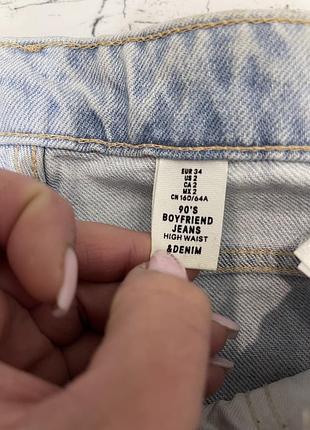 EUR 34
US 2
CA 2
MX 2
CN 160/64A
90'S
BOYFRIEND
JEANS
HIGH WAIST
&DENIM